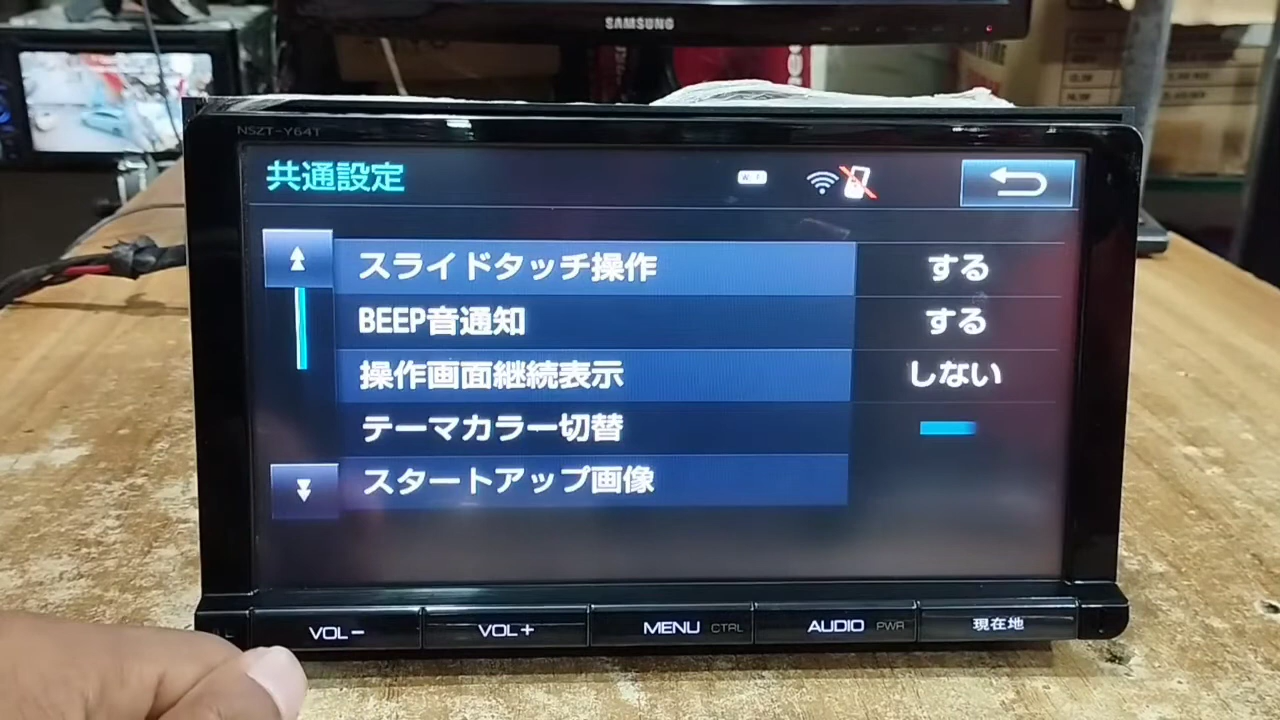 SAMSUNG
NSZT-Y64T
共通設定
スライドタッチ操作 する
BEEP音通知 する
操作画面継続表示 しない
テーマカラー切替
スタートアップ画像
VOL− VOL+ MENU CTRL AUDIO PWR 現在地